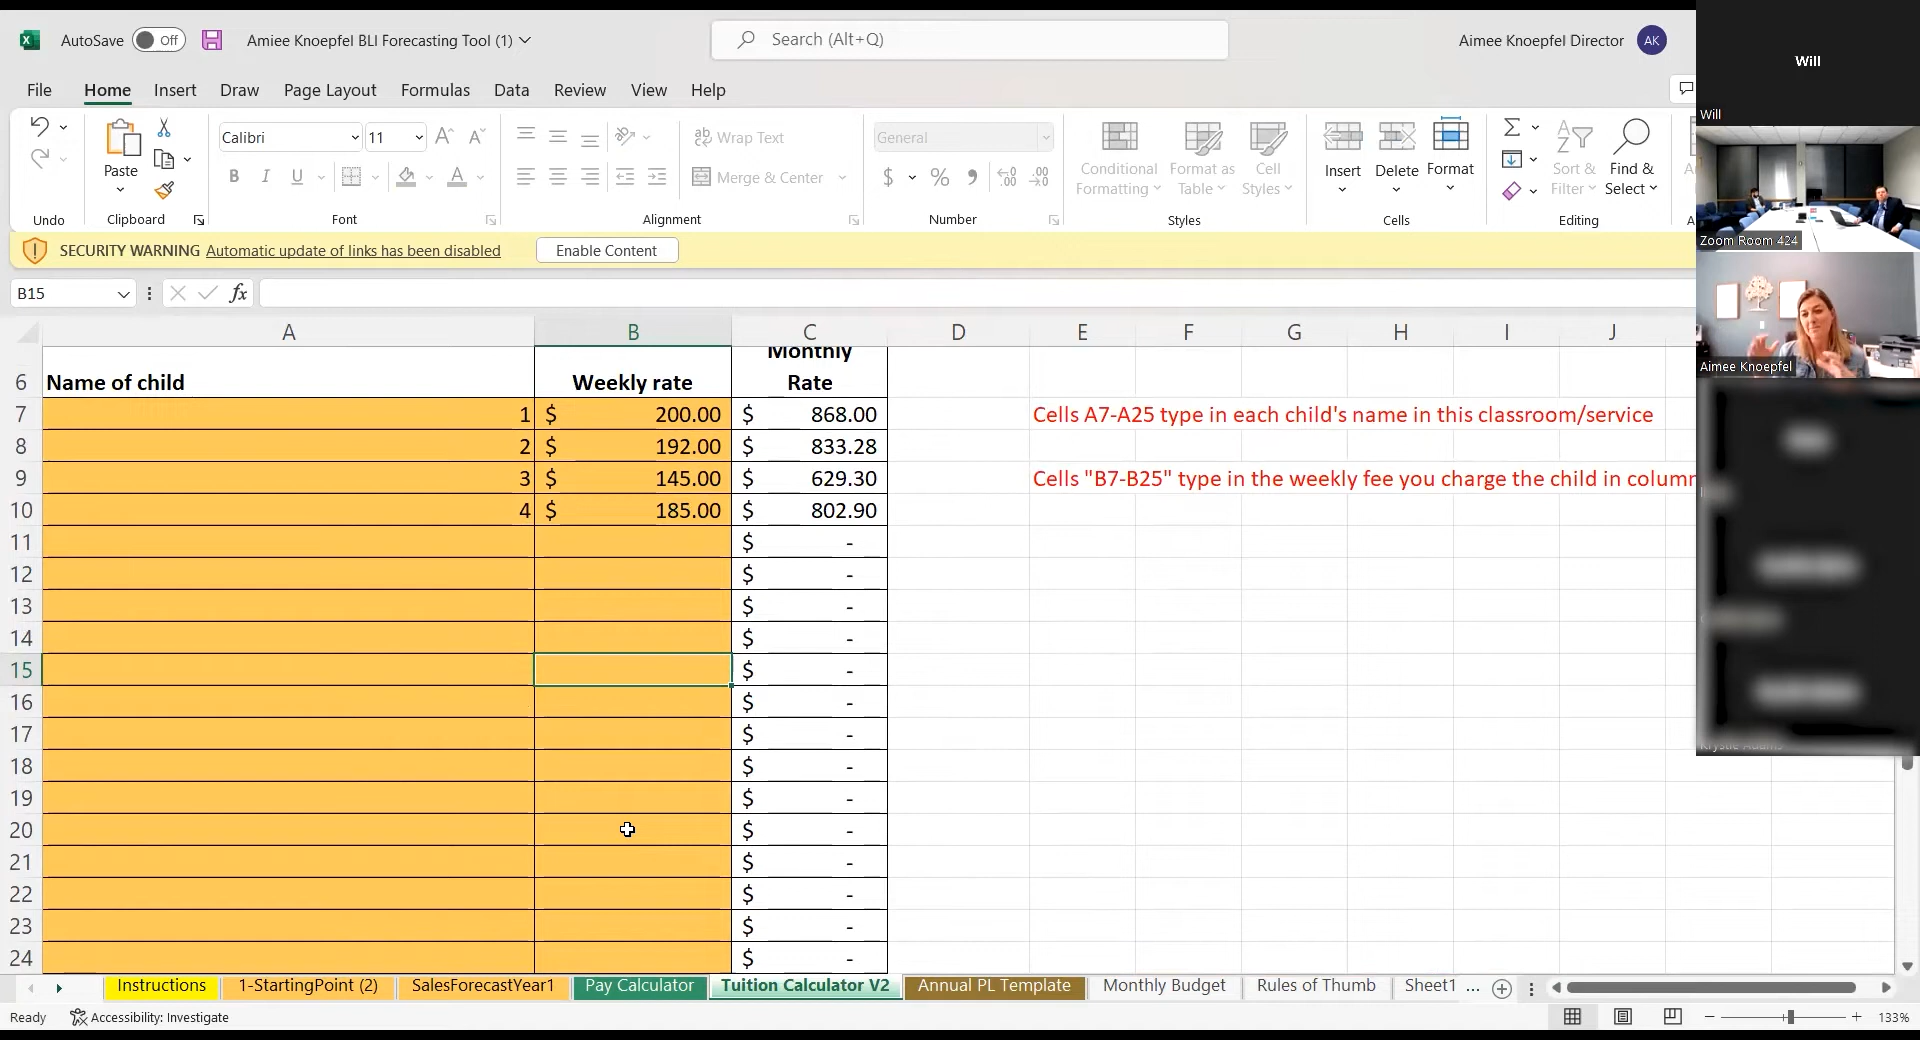 AutoSave Off Amiee Knoepfel BLI Forecasting Tool (1) Search (Alt+Q) Aimee Knoepfel Director AK
File Home Insert Draw Page Layout Formulas Data Review View Help
Calibri 11 Wrap Text General
Paste Merge & Center $ % Conditional Formatting Format as Table Cell Styles Insert Delete Format Sort & Filter Find & Select
Undo Clipboard Font Alignment Number Styles Cells Editing
SECURITY WARNING Automatic update of links has been disabled Enable Content
B15 fx
A B C D E F G H I J
6 Name of child Weekly rate Monthly Rate
7 1 $ 200.00 $ 868.00 Cells A7-A25 type in each child's name in this classroom/service
8 2 $ 192.00 $ 833.28
9 3 $ 145.00 $ 629.30 Cells "B7-B25" type in the weekly fee you charge the child in column
10 4 $ 185.00 $ 802.90
11 $ -
12 $ -
13 $ -
14 $ -
15 $ -
16 $ -
17 $ -
18 $ -
19 $ -
20 $ -
21 $ -
22 $ -
23 $ -
24 $ -
Instructions 1-StartingPoint (2) SalesForecastYear1 Pay Calculator Tuition Calculator V2 Annual PL Template Monthly Budget Rules of Thumb Sheet1 ...
Ready Accessibility: Investigate 133%
Will
Will
Zoom Room 424
Aimee Knoepfel